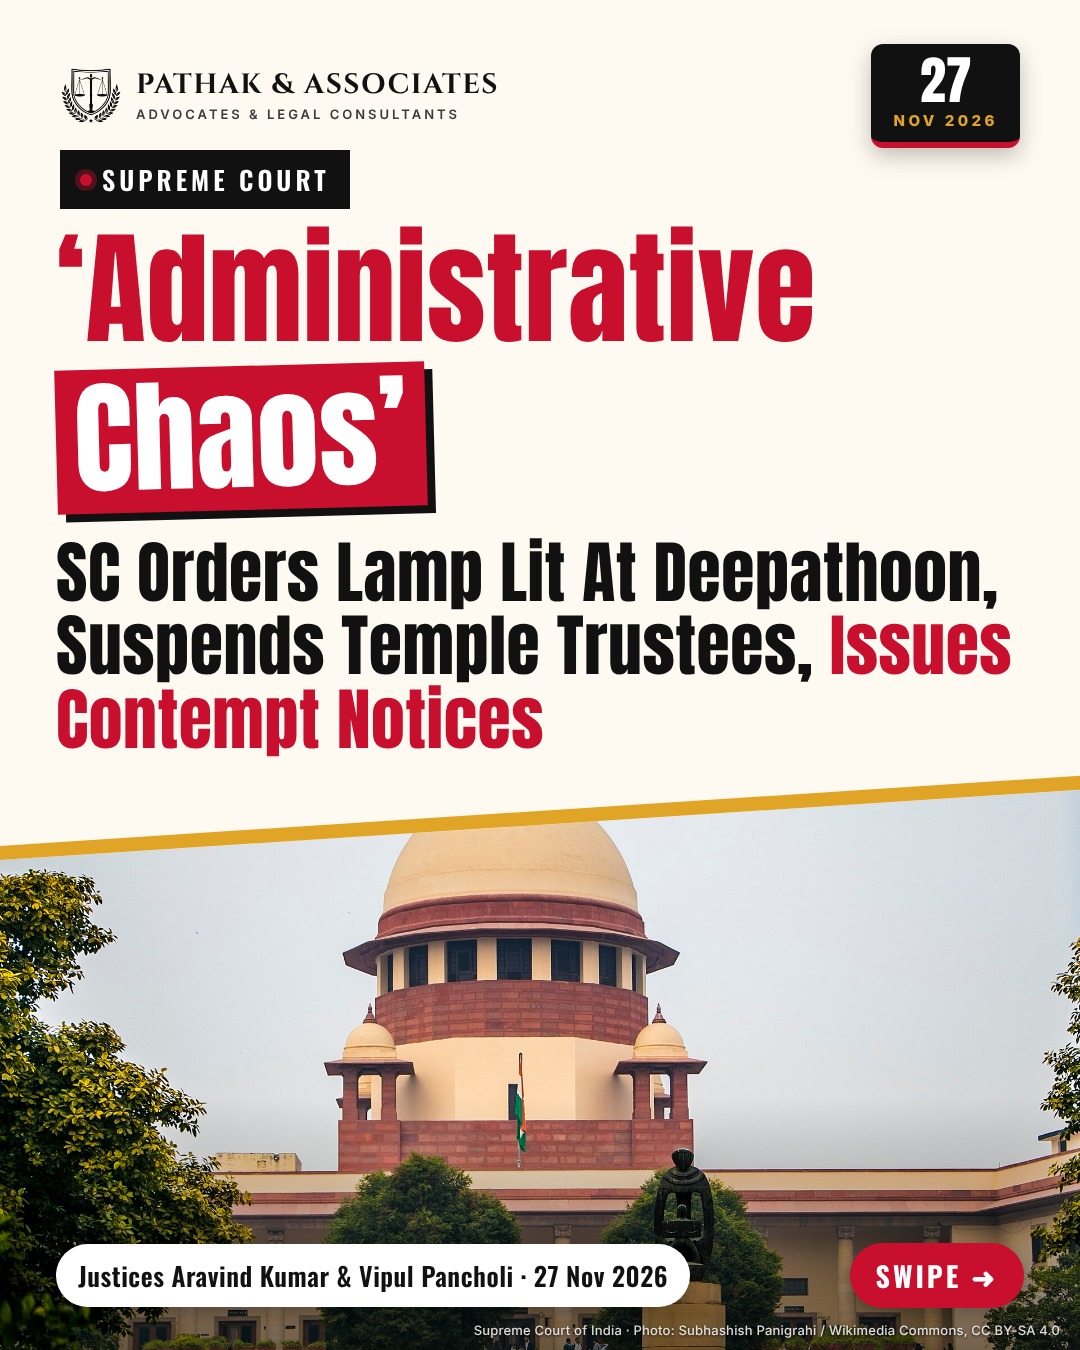 PATHAK & ASSOCIATES
ADVOCATES & LEGAL CONSULTANTS
27
NOV 2026
SUPREME COURT
‘Administrative
Chaos’
SC Orders Lamp Lit At Deepathoon,
Suspends Temple Trustees, Issues
Contempt Notices
Justices Aravind Kumar & Vipul Pancholi · 27 Nov 2026
SWIPE ➜
Supreme Court of India · Photo: Subhashish Panigrahi / Wikimedia Commons, CC BY-SA 4.0